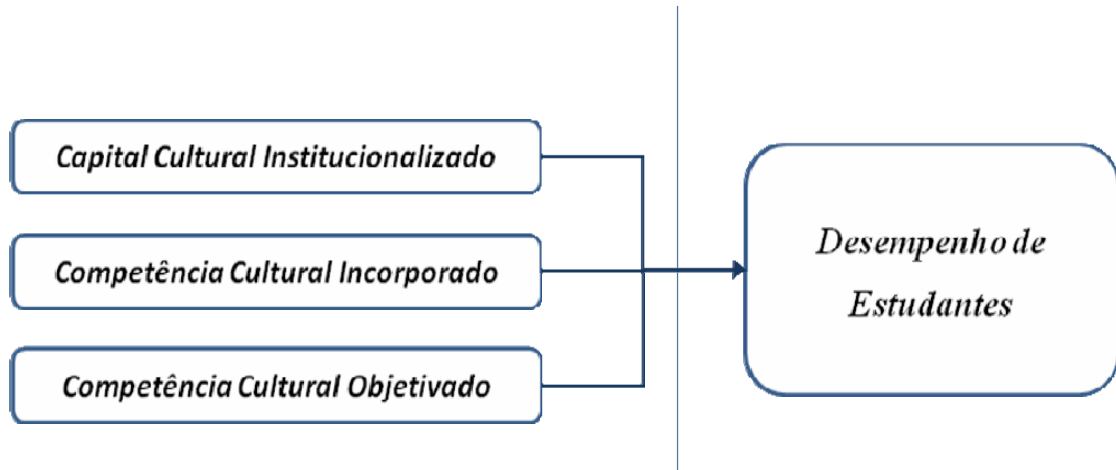 Capital Cultural Institucionalizado
Competência Cultural Incorporado
Competência Cultural Objetivado
Desempenho de
Estudantes